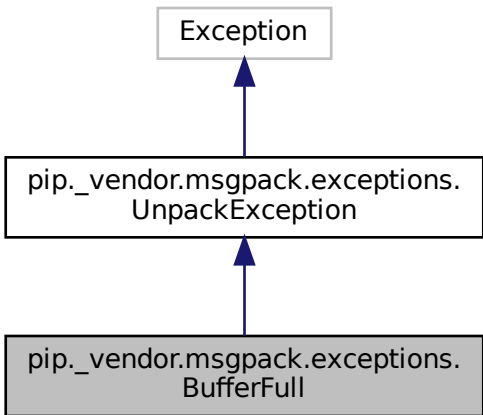 Exception
pip._vendor.msgpack.exceptions.
UnpackException
pip._vendor.msgpack.exceptions.
BufferFull